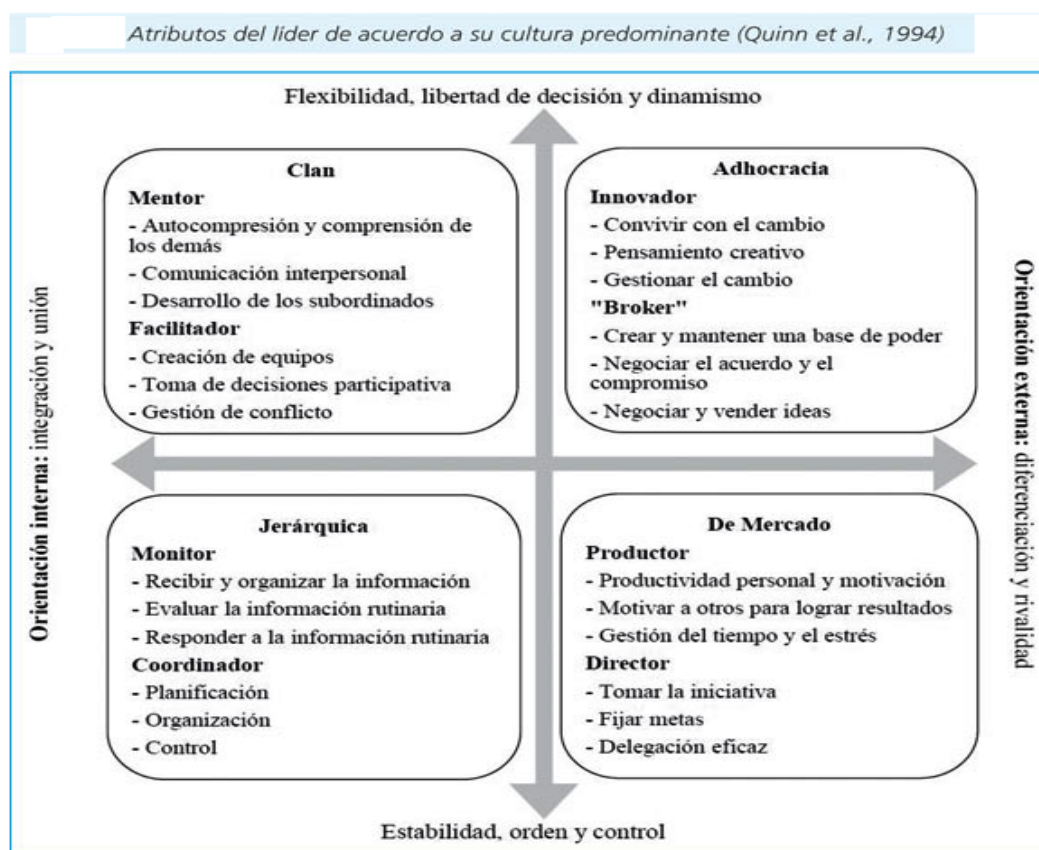 Atributos del líder de acuerdo a su cultura predominante (Quinn et al., 1994)
Flexibilidad, libertad de decisión y dinamismo
Orientación interna: integración y unión
Clan
Mentor
- Autocompresión y comprensión de
los demás
- Comunicación interpersonal
- Desarrollo de los subordinados
Facilitador
- Creación de equipos
- Toma de decisiones participativa
- Gestión de conflicto
Adhocracia
Innovador
- Convivir con el cambio
- Pensamiento creativo
- Gestionar el cambio
"Broker"
- Crear y mantener una base de poder
- Negociar el acuerdo y el
compromiso
- Negociar y vender ideas
Orientación externa: diferenciación y rivalidad
Jerárquica
Monitor
- Recibir y organizar la información
- Evaluar la información rutinaria
- Responder a la información rutinaria
Coordinador
- Planificación
- Organización
- Control
De Mercado
Productor
- Productividad personal y motivación
- Motivar a otros para lograr resultados
- Gestión del tiempo y el estrés
Director
- Tomar la iniciativa
- Fijar metas
- Delegación eficaz
Estabilidad, orden y control